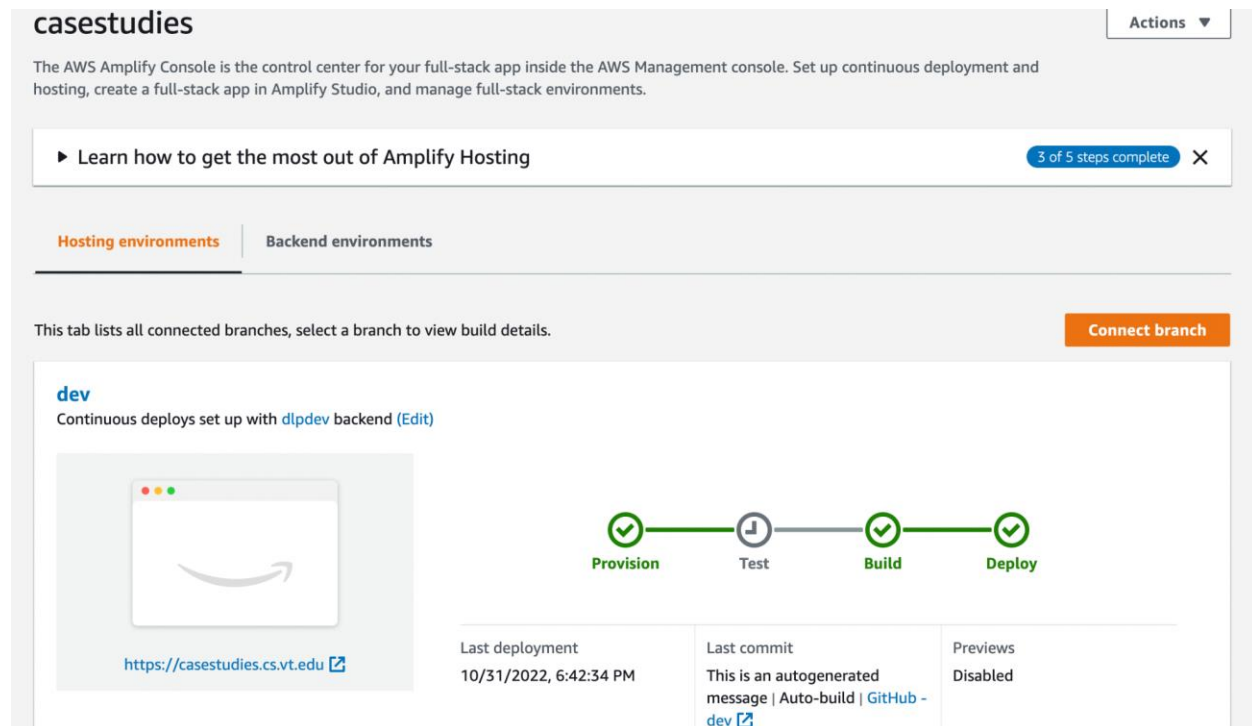 casestudies
Actions
The AWS Amplify Console is the control center for your full-stack app inside the AWS Management console. Set up continuous deployment and
hosting, create a full-stack app in Amplify Studio, and manage full-stack environments.
Learn how to get the most out of Amplify Hosting
3 of 5 steps complete
Hosting environments
Backend environments
This tab lists all connected branches, select a branch to view build details.
Connect branch
dev
Continuous deploys set up with dlpdev backend (Edit)
Provision
Test
Build
Deploy
https://casestudies.cs.vt.edu
Last deployment
10/31/2022, 6:42:34 PM
Last commit
This is an autogenerated
message | Auto-build | GitHub -
dev
Previews
Disabled